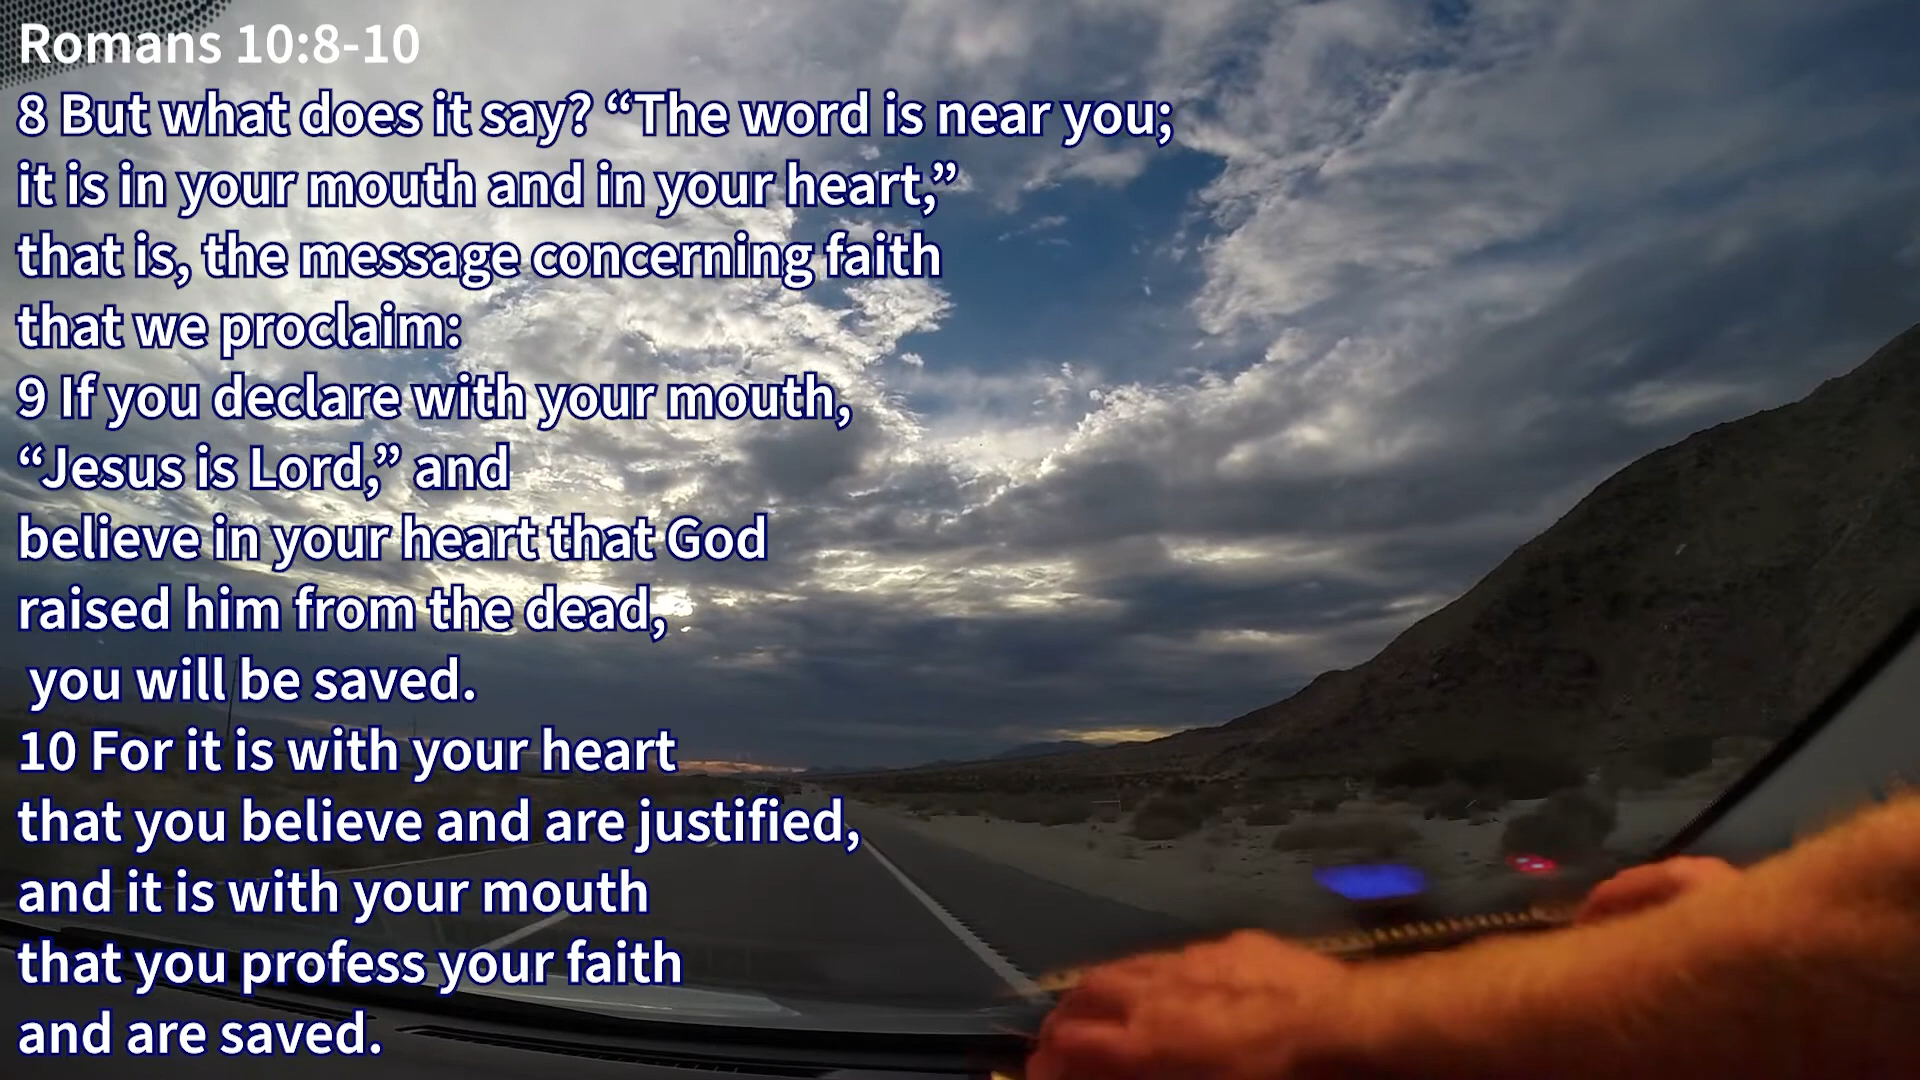 Romans 10:8-10
8 But what does it say? “The word is near you;
it is in your mouth and in your heart,”
that is, the message concerning faith
that we proclaim:
9 If you declare with your mouth,
“Jesus is Lord,” and
believe in your heart that God
raised him from the dead,
you will be saved.
10 For it is with your heart
that you believe and are justified,
and it is with your mouth
that you profess your faith
and are saved.